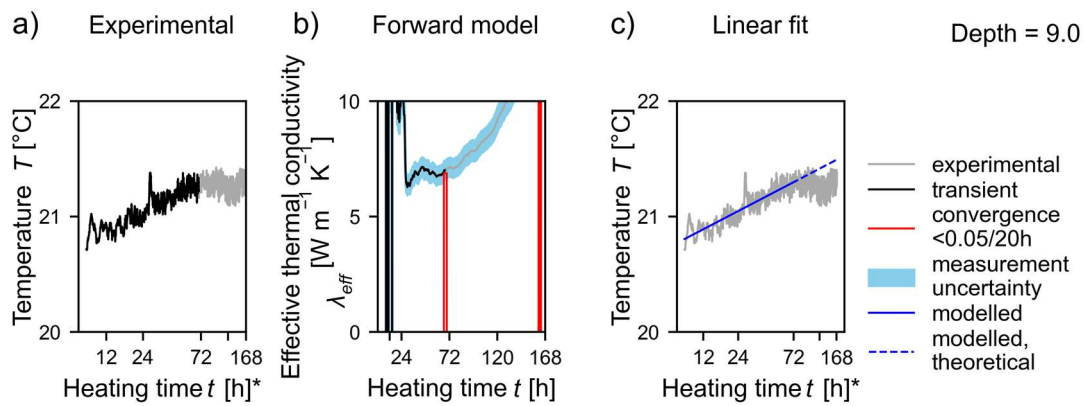 a) Experimental
b) Forward model
c) Linear fit
Depth = 9.0
Temperature T [°C]
22
21
20
12 24 72 168
Heating time t [h]*
Effective thermal conductivity
λeff [W m⁻¹ K⁻¹]
10
5
0
24 72 120 168
Heating time t [h]
Temperature T [°C]
22
21
20
12 24 72 168
Heating time t [h]*
experimental
transient
convergence
<0.05/20h
measurement
uncertainty
modelled
modelled,
theoretical